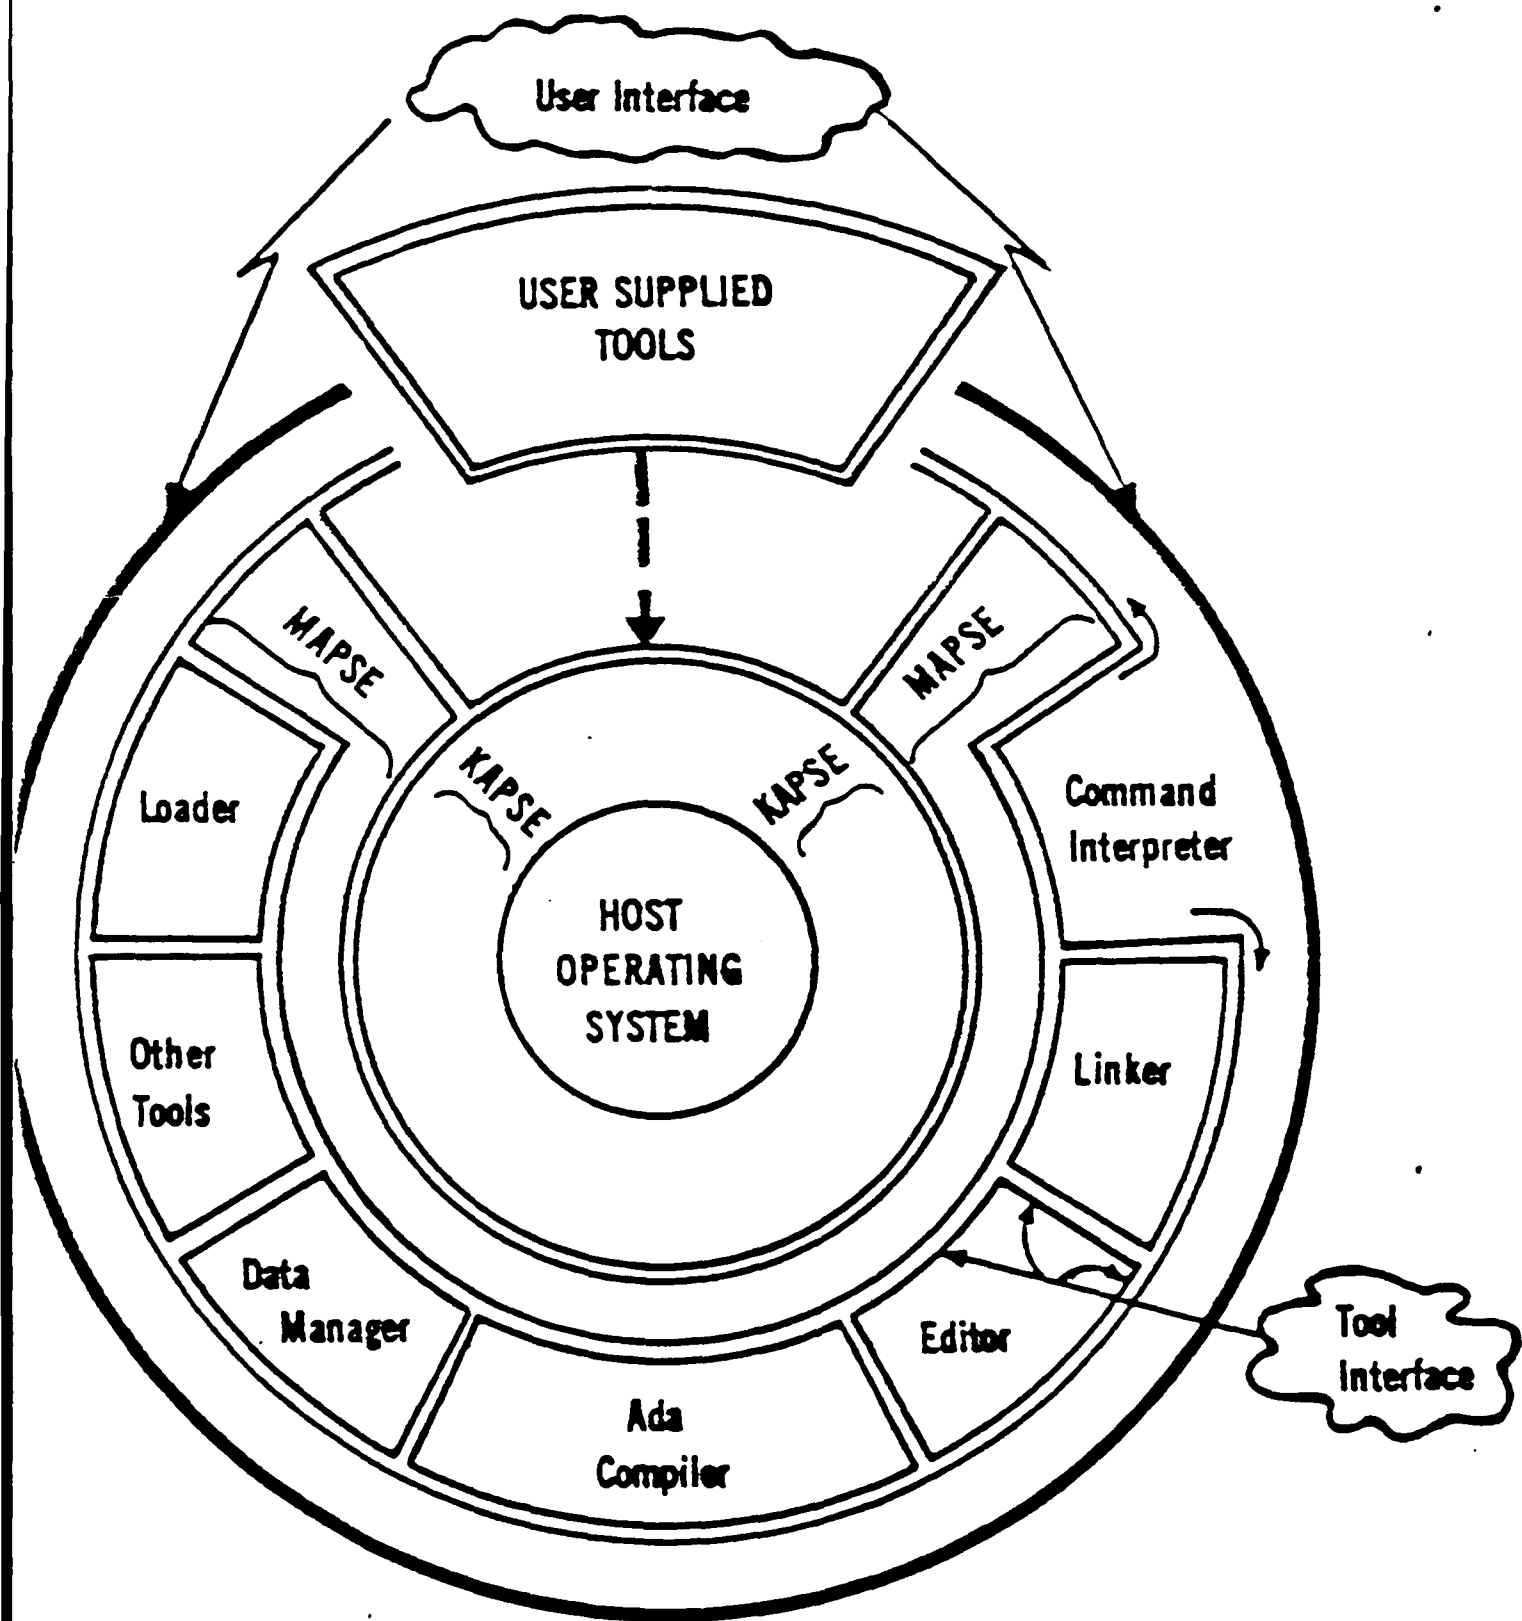 User Interface
USER SUPPLIED
TOOLS
MAPSE
MAPSE
KAPSE
KAPSE
Loader
Command
Interpreter
HOST
OPERATING
SYSTEM
Other
Tools
Linker
Data
Manager
Editor
Tool
Interface
Ada
Compiler